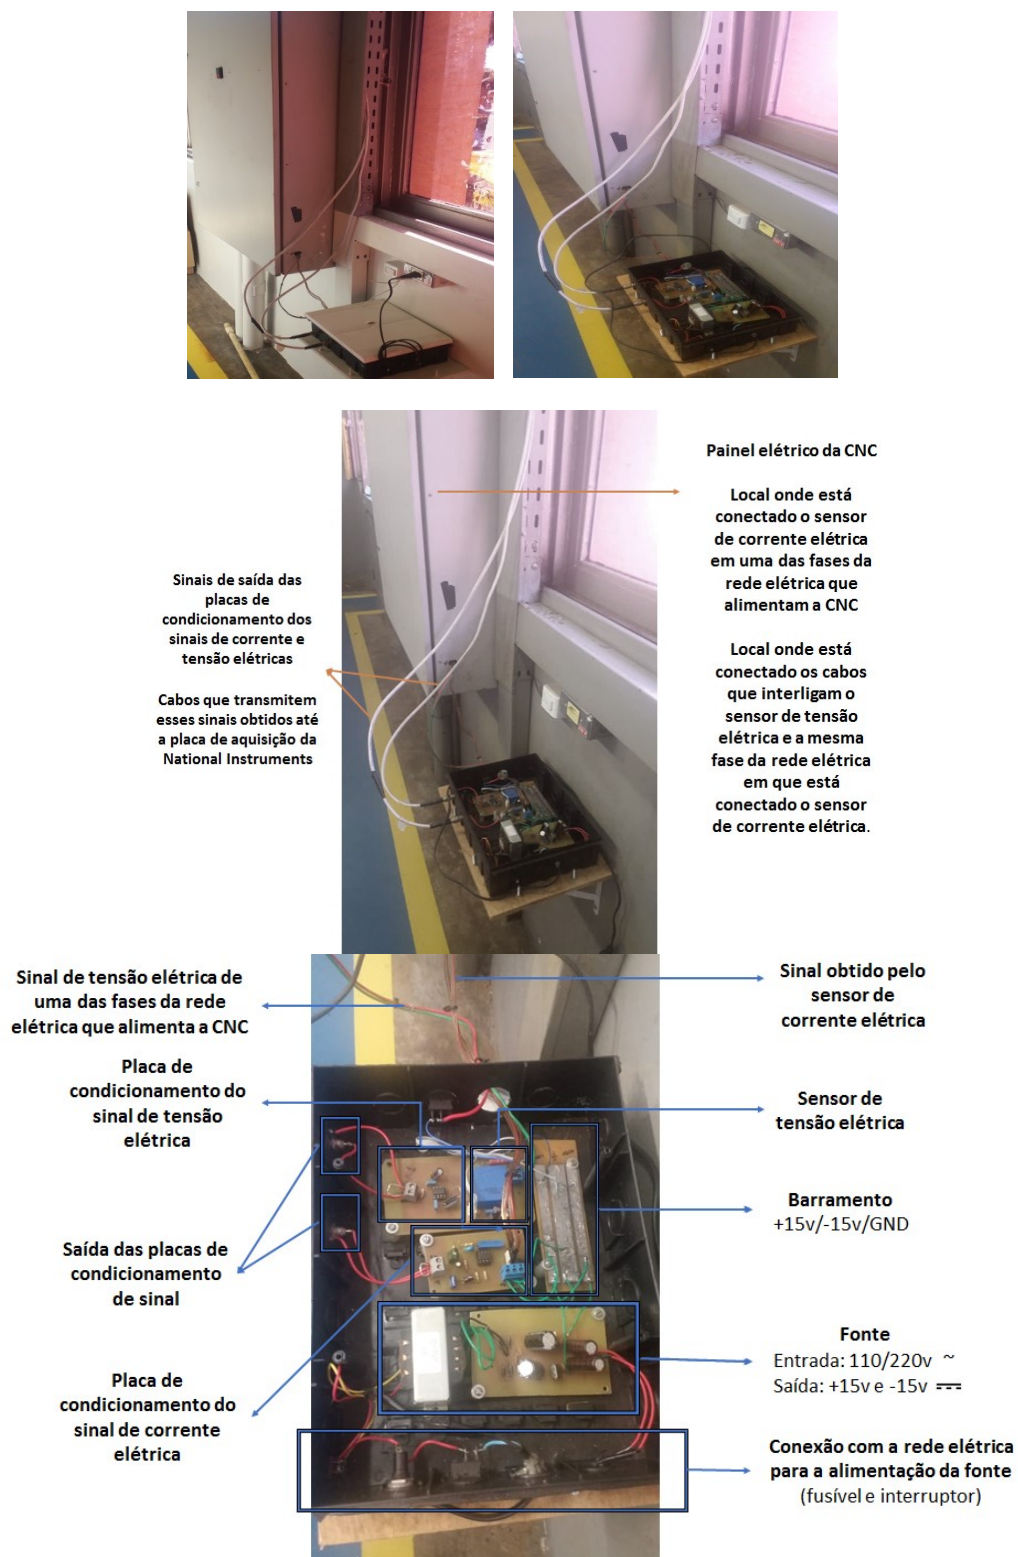 Painel elétrico da CNC
Local onde está
conectado o sensor
de corrente elétrica
em uma das fases da
rede elétrica que
alimentam a CNC
Local onde está
conectado os cabos
que interligam o
sensor de tensão
elétrica e a mesma
fase da rede elétrica
em que está
conectado o sensor
de corrente elétrica.
Sinais de saída das
placas de
condicionamento dos
sinais de corrente e
tensão elétricas
Cabos que transmitem
esses sinais obtidos até
a placa de aquisição da
National Instruments
Sinal de tensão elétrica de
uma das fases da rede
elétrica que alimenta a CNC
Sinal obtido pelo
sensor de
corrente elétrica
Placa de
condicionamento do
sinal de tensão
elétrica
Sensor de
tensão elétrica
Barramento
+15v/-15v/GND
Saída das placas de
condicionamento
de sinal
Fonte
Entrada: 110/220v ~
Saída: +15v e -15v
Placa de
condicionamento do
sinal de corrente
elétrica
Conexão com a rede elétrica
para a alimentação da fonte
(fusível e interruptor)